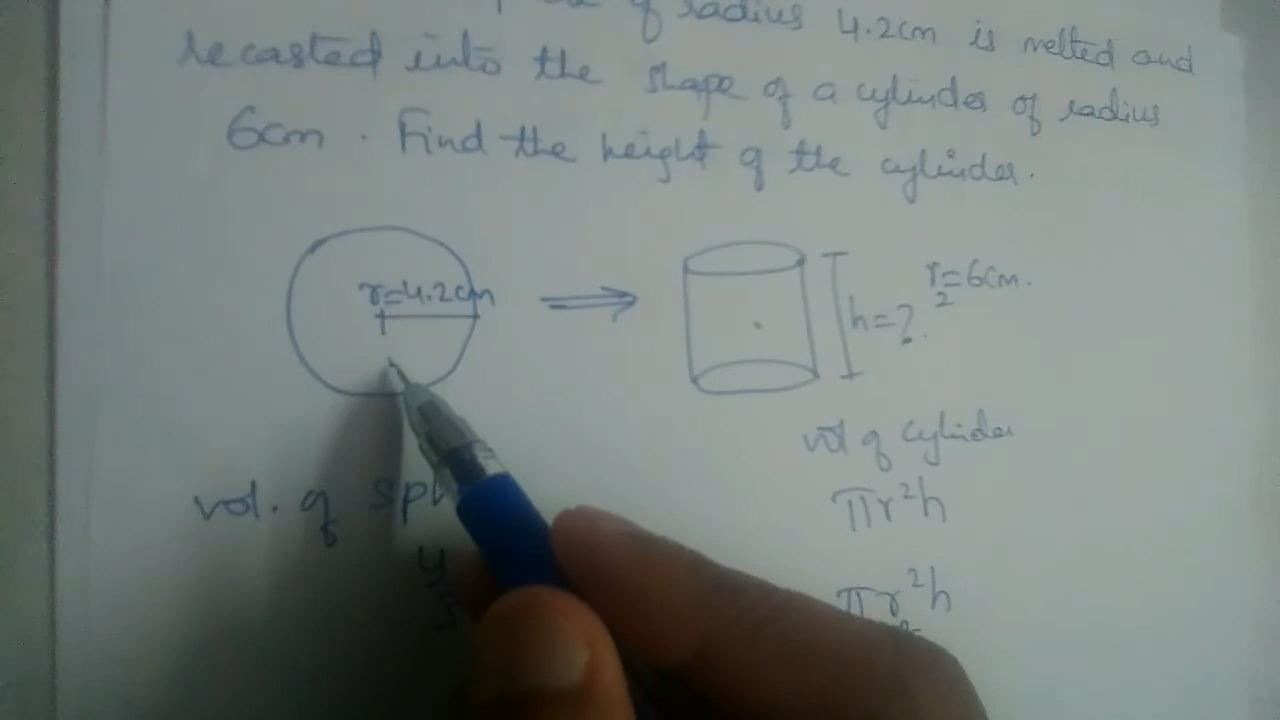 of radius 4.2cm is melted and
recasted into the shape of a cylinder of radius
6cm. Find the height of the cylinder.
r=4.2cm
h=?
r2=6cm.
vol of cylinder
πr²h
vol. of
πr²h